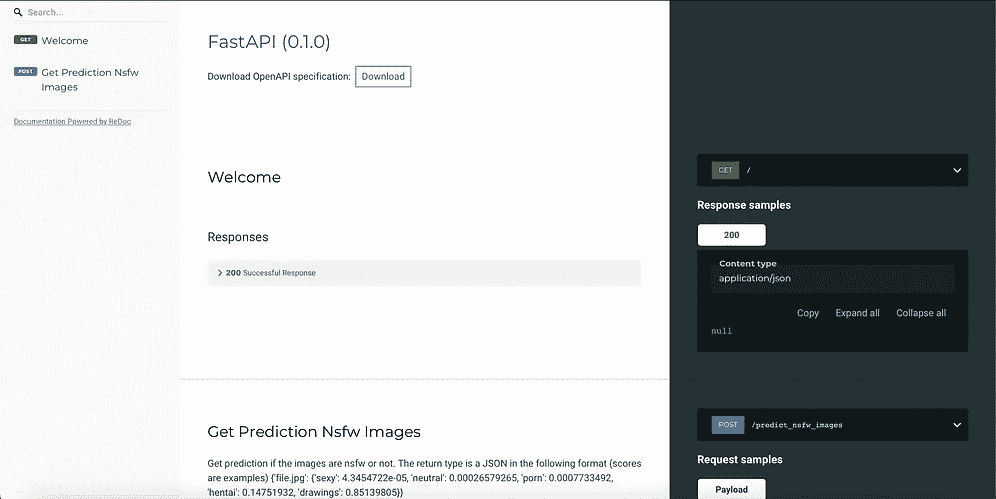 Search...
GET Welcome
POST Get Prediction Nsfw
Images
Documentation Powered by ReDoc
FastAPI (0.1.0)
Download OpenAPI specification: Download
Welcome
Responses
200 Successful Response
GET /
Response samples
200
Content type
application/json
Copy Expand all Collapse all
null
Get Prediction Nsfw Images
Get prediction if the images are nsfw or not. The return type is a JSON in the following format (scores
are examples) {'file.jpg': {'sexy': 4.3454722e-05, 'neutral': 0.00026579265, 'porn': 0.0007733492,
'hentai': 0.14751932, 'drawings': 0.85139805}}
POST /predict_nsfw_images
Request samples
Payload